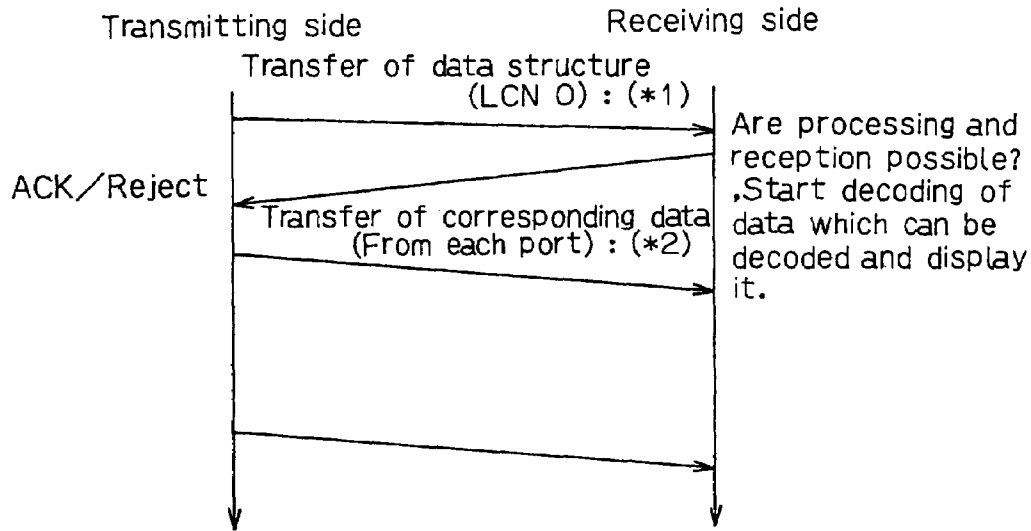 Transmitting side
Receiving side
Transfer of data structure
(LCN 0) : (*1)
Are processing and
reception possible?
,Start decoding of
data which can be
decoded and display
it.
ACK/Reject
Transfer of corresponding data
(From each port) : (*2)